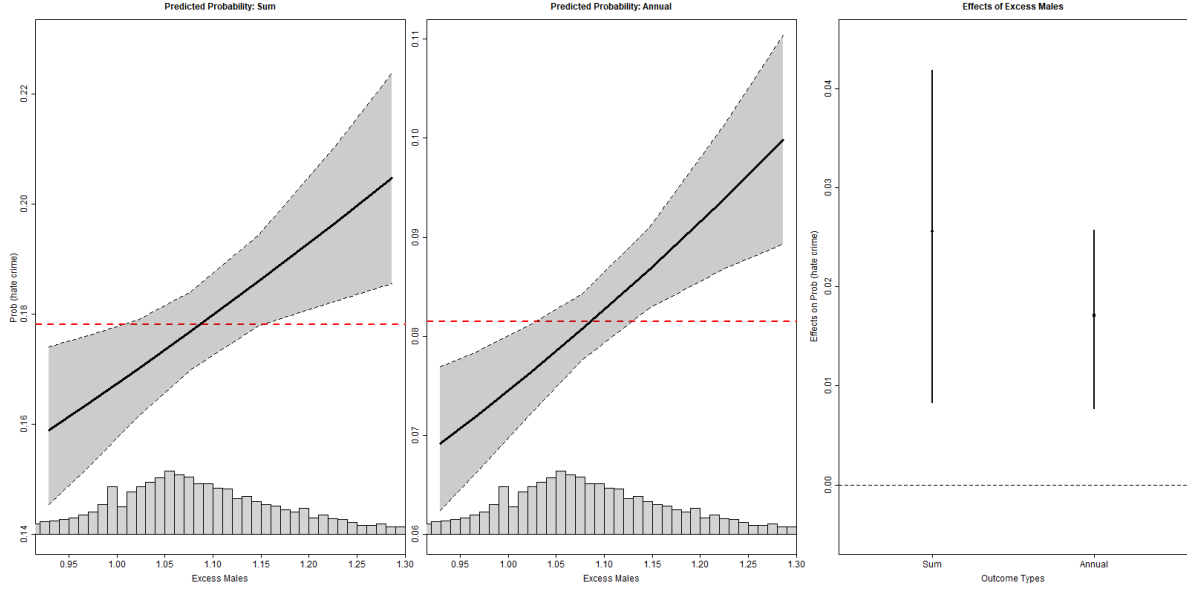 Predicted Probability: Sum
Prob (hate crime)
0.22
0.20
0.18
0.16
0.14
0.95 1.00 1.05 1.10 1.15 1.20 1.25 1.30
Excess Males
Predicted Probability: Annual
0.11
0.10
0.09
0.08
0.07
0.06
0.95 1.00 1.05 1.10 1.15 1.20 1.25 1.30
Excess Males
Effects of Excess Males
Effects on Prob (hate crime)
0.04
0.03
0.02
0.01
0.00
Sum Annual
Outcome Types